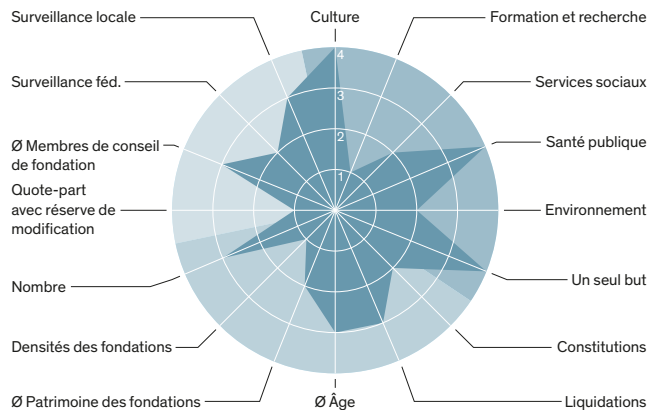 Surveillance locale
Culture
Formation et recherche
Surveillance féd.
Services sociaux
Ø Membres de conseil
de fondation
Santé publique
Quote-part
avec réserve de
modification
Environnement
Nombre
Un seul but
Densités des fondations
Constitutions
Ø Patrimoine des fondations
Ø Âge
Liquidations
4
3
2
1